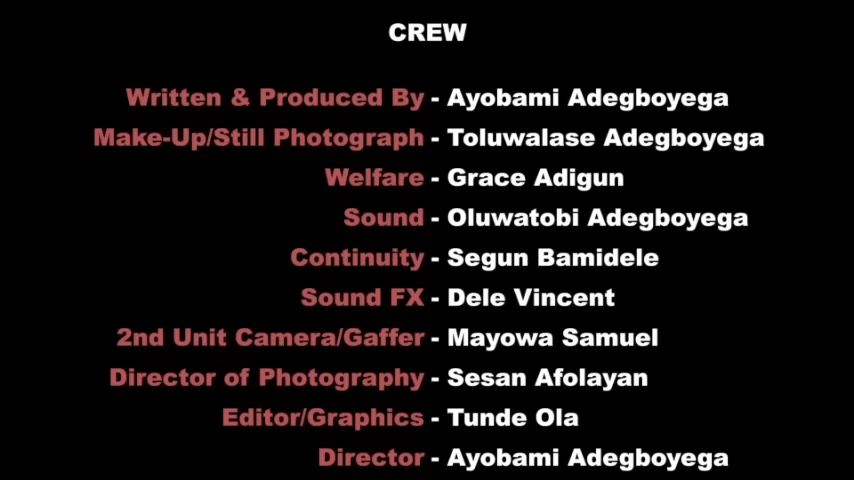 CREW
Written & Produced By - Ayobami Adegboyega
Make-Up/Still Photograph - Toluwalase Adegboyega
Welfare - Grace Adigun
Sound - Oluwatobi Adegboyega
Continuity - Segun Bamidele
Sound FX - Dele Vincent
2nd Unit Camera/Gaffer - Mayowa Samuel
Director of Photography - Sesan Afolayan
Editor/Graphics - Tunde Ola
Director - Ayobami Adegboyega